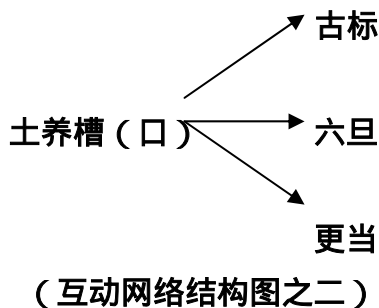 古标
土养槽（口）
六旦
更当
（互动网络结构图之二）